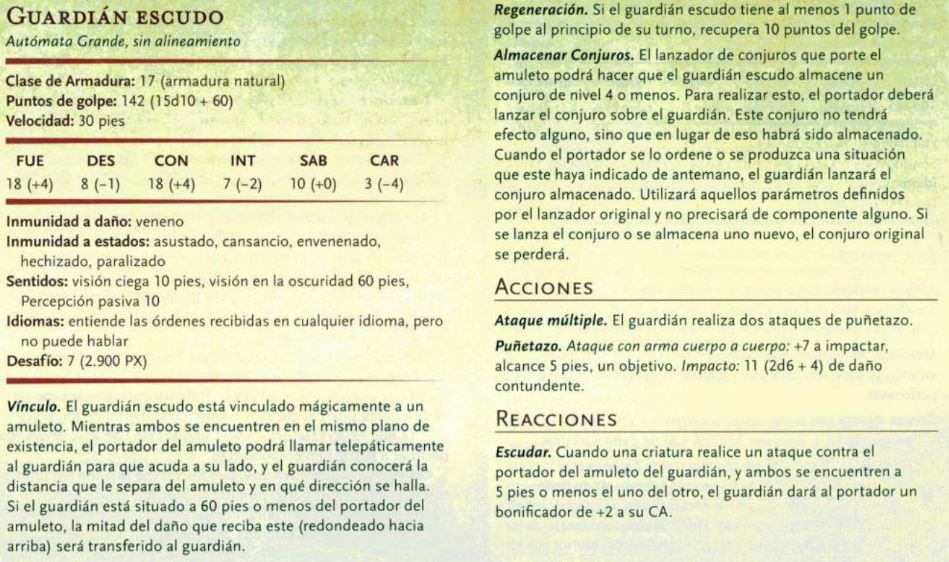 GUARDIÁN ESCUDO
Autómata Grande, sin alineamiento
Clase de Armadura: 17 (armadura natural)
Puntos de golpe: 142 (15d10 + 60)
Velocidad: 30 pies
FUE DES CON INT SAB CAR
18 (+4) 8 (−1) 18 (+4) 7 (−2) 10 (+0) 3 (−4)
Inmunidad a daño: veneno
Inmunidad a estados: asustado, cansancio, envenenado,
hechizado, paralizado
Sentidos: visión ciega 10 pies, visión en la oscuridad 60 pies,
Percepción pasiva 10
Idiomas: entiende las órdenes recibidas en cualquier idioma, pero
no puede hablar
Desafío: 7 (2.900 PX)
Vínculo. El guardián escudo está vinculado mágicamente a un
amuleto. Mientras ambos se encuentren en el mismo plano de
existencia, el portador del amuleto podrá llamar telepáticamente
al guardián para que acuda a su lado, y el guardián conocerá la
distancia que le separa del amuleto y en qué dirección se halla.
Si el guardián está situado a 60 pies o menos del portador del
amuleto, la mitad del daño que reciba este (redondeado hacia
arriba) será transferido al guardián.
Regeneración. Si el guardián escudo tiene al menos 1 punto de
golpe al principio de su turno, recupera 10 puntos del golpe.
Almacenar Conjuros. El lanzador de conjuros que porte el
amuleto podrá hacer que el guardián escudo almacene un
conjuro de nivel 4 o menos. Para realizar esto, el portador deberá
lanzar el conjuro sobre el guardián. Este conjuro no tendrá
efecto alguno, sino que en lugar de eso habrá sido almacenado.
Cuando el portador se lo ordene o se produzca una situación
que este haya indicado de antemano, el guardián lanzará el
conjuro almacenado. Utilizará aquellos parámetros definidos
por el lanzador original y no precisará de componente alguno. Si
se lanza el conjuro o se almacena uno nuevo, el conjuro original
se perderá.
ACCIONES
Ataque múltiple. El guardián realiza dos ataques de puñetazo.
Puñetazo. Ataque con arma cuerpo a cuerpo: +7 a impactar,
alcance 5 pies, un objetivo. Impacto: 11 (2d6 + 4) de daño
contundente.
REACCIONES
Escudar. Cuando una criatura realice un ataque contra el
portador del amuleto del guardián, y ambos se encuentren a
5 pies o menos el uno del otro, el guardián dará al portador un
bonificador de +2 a su CA.